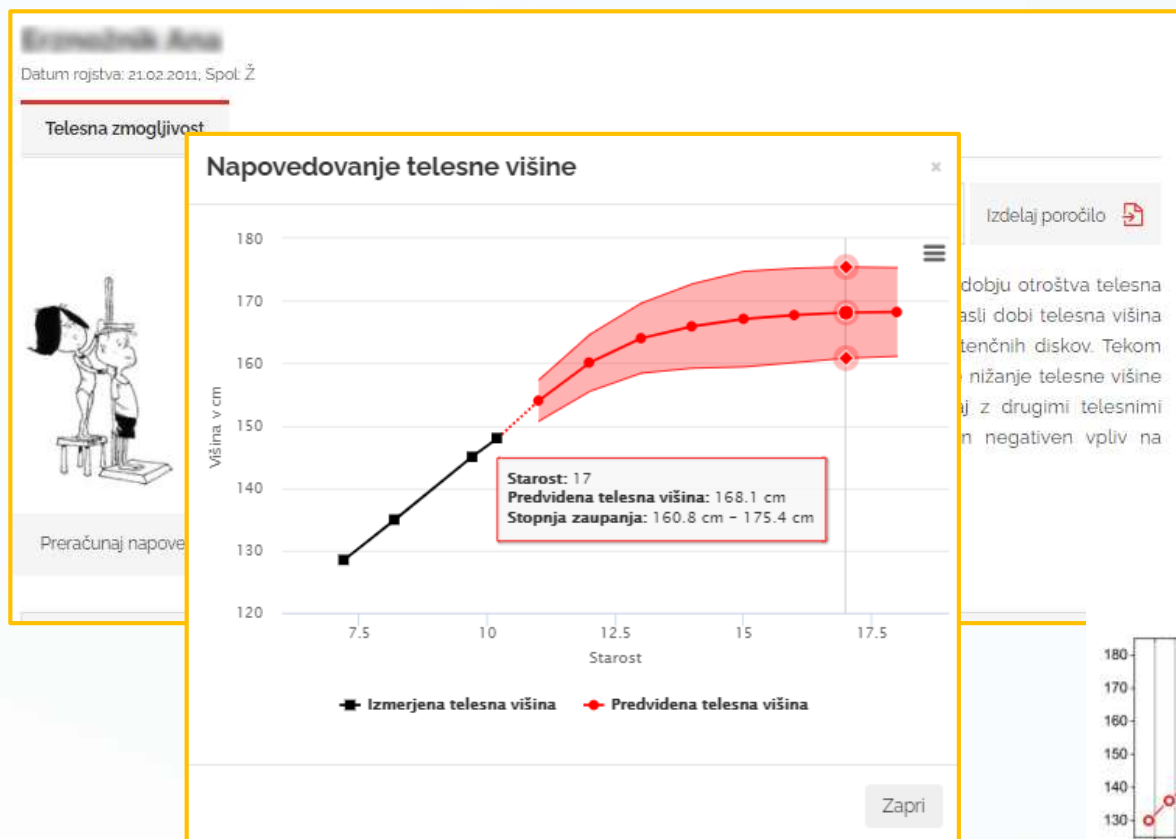 Datum rojstva: 21.02.2011, Spol: Ž
Telesna zmogljivost
Napovedovanje telesne višine
×
Izdelaj poročilo
dobju otroštva telesna
asli dobi telesna višina
tenčnih diskov. Tekom
nižanje telesne višine
z drugimi telesnimi
n negativen vpliv na
Preračunaj napove
Višina v cm
180
170
160
150
140
130
120
Starost: 17
Predvidena telesna višina: 168.1 cm
Stopnja zaupanja: 160.8 cm – 175.4 cm
7.5 10 12.5 15 17.5
Starost
Izmerjena telesna višina Predvidena telesna višina
Zapri
180
170
160
150
140
130